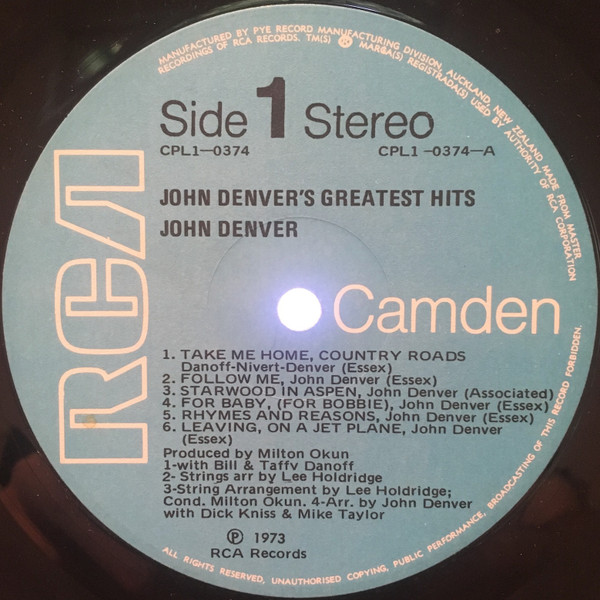 MANUFACTURED BY PYE RECORD MANUFACTURING DIVISION, AUCKLAND, NEW ZEALAND MADE FROM MASTER
RECORDINGS OF RCA RECORDS. TM(S) MARCA(S) REGISTRADA(S) USED BY AUTHORITY OF RCA CORPORATION
Side 1 Stereo
CPL1—0374 CPL1 -0374-A
JOHN DENVER'S GREATEST HITS
JOHN DENVER
RCA
Camden
1. TAKE ME HOME, COUNTRY ROADS
Danoff-Nivert-Denver (Essex)
2. FOLLOW ME, John Denver (Essex)
3. STARWOOD IN ASPEN, John Denver (Associated)
4. FOR BABY, (FOR BOBBIE), John Denver (Essex)
5. RHYMES AND REASONS, John Denver (Essex)
6. LEAVING, ON A JET PLANE, John Denver
(Essex)
Produced by Milton Okun
1-with Bill & Taffy Danoff
2- Strings arr by Lee Holdridge
3-String Arrangement by Lee Holdridge;
Cond. Milton Okun. 4-Arr. by John Denver
with Dick Kniss & Mike Taylor
℗ 1973
RCA Records
ALL RIGHTS RESERVED, UNAUTHORISED COPYING, PUBLIC PERFORMANCE, BROADCASTING OF THIS RECORD FORBIDDEN.